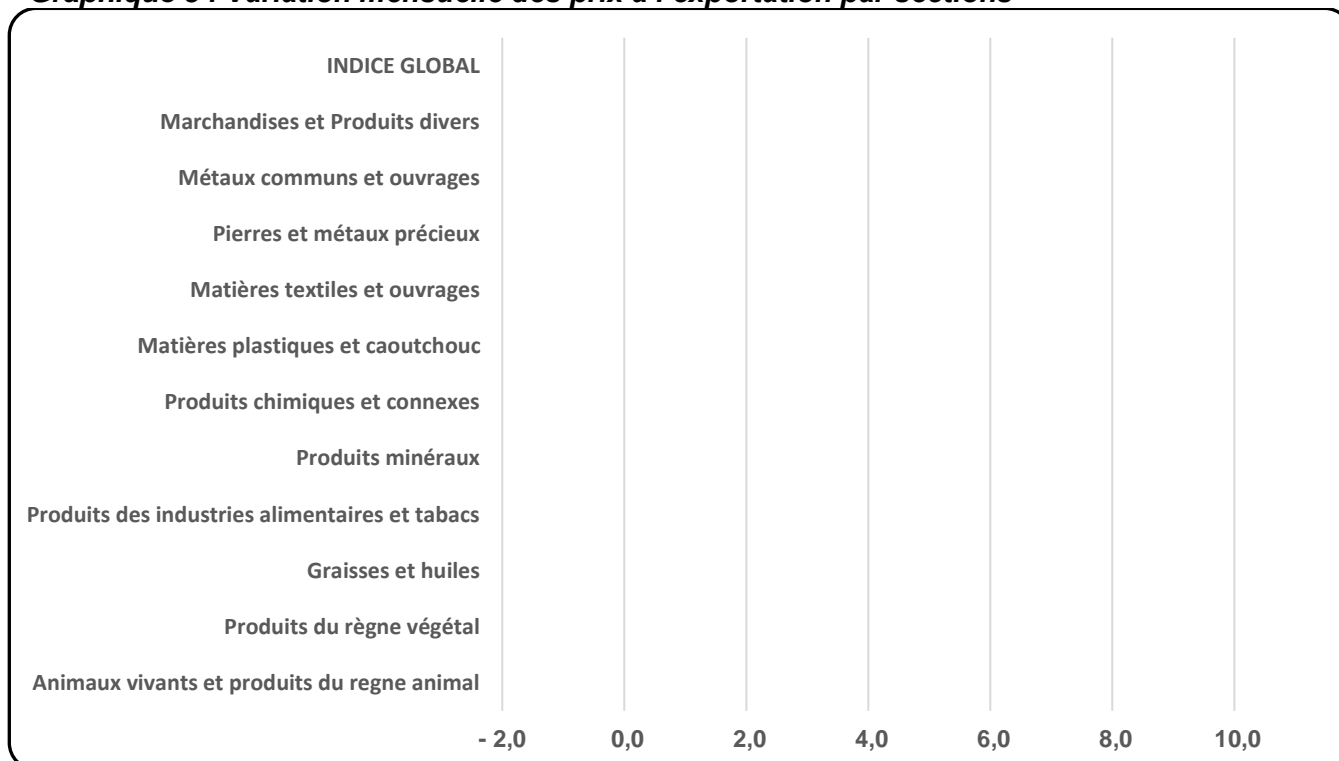 Graphique : Variation mensuelle des prix à l'exportation par sections
INDICE GLOBAL
Marchandises et Produits divers
Métaux communs et ouvrages
Pierres et métaux précieux
Matières textiles et ouvrages
Matières plastiques et caoutchouc
Produits chimiques et connexes
Produits minéraux
Produits des industries alimentaires et tabacs
Graisses et huiles
Produits du règne végétal
Animaux vivants et produits du regne animal
- 2,0 0,0 2,0 4,0 6,0 8,0 10,0